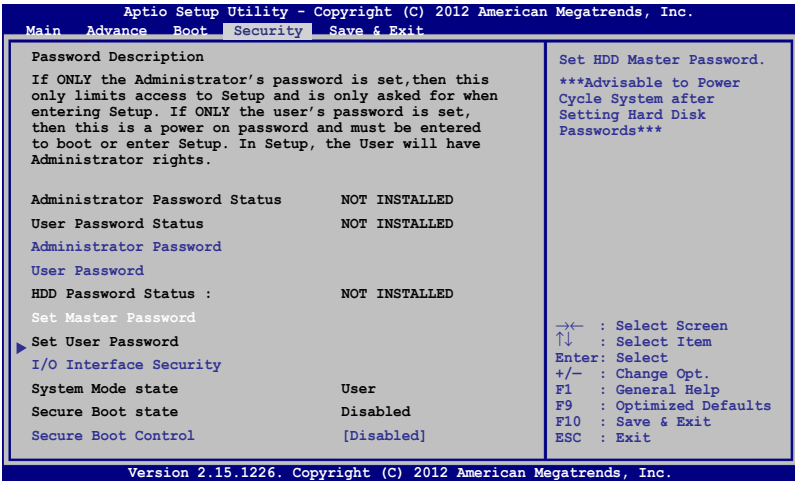 Aptio Setup Utility - Copyright (C) 2012 American Megatrends, Inc.
Main Advance Boot Security Save & Exit
Password Description
If ONLY the Administrator's password is set,then this
only limits access to Setup and is only asked for when
entering Setup. If ONLY the user's password is set,
then this is a power on password and must be entered
to boot or enter Setup. In Setup, the User will have
Administrator rights.
Administrator Password Status NOT INSTALLED
User Password Status NOT INSTALLED
Administrator Password
User Password
HDD Password Status : NOT INSTALLED
Set Master Password
Set User Password
I/O Interface Security
System Mode state User
Secure Boot state Disabled
Secure Boot Control [Disabled]
Set HDD Master Password.
***Advisable to Power
Cycle System after
Setting Hard Disk
Passwords***
→← : Select Screen
↑↓ : Select Item
Enter: Select
+/— : Change Opt.
F1 : General Help
F9 : Optimized Defaults
F10 : Save & Exit
ESC : Exit
Version 2.15.1226. Copyright (C) 2012 American Megatrends, Inc.